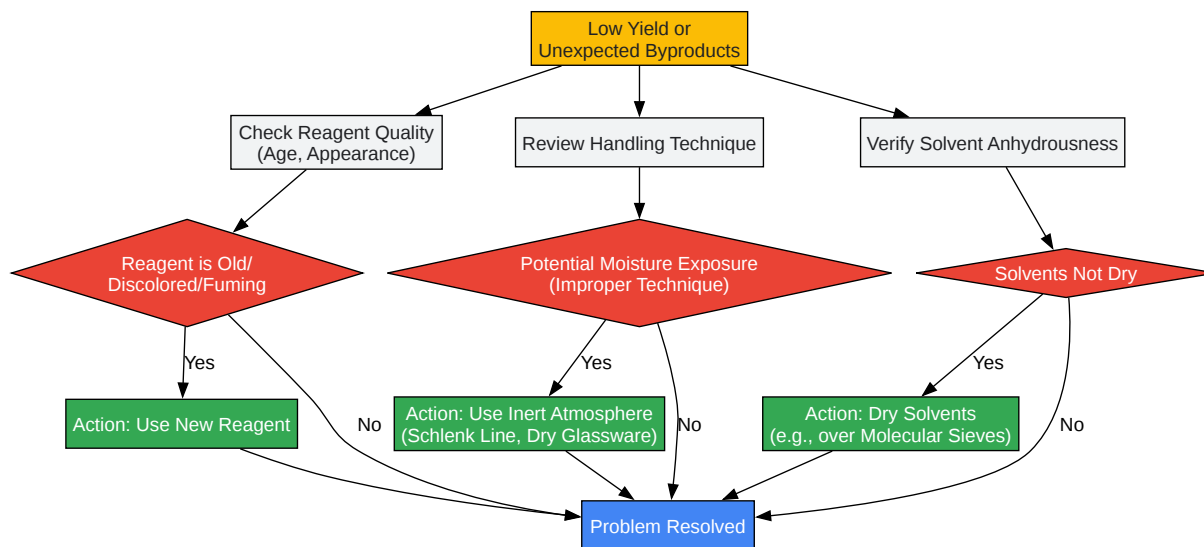 Low Yield or
Unexpected Byproducts
Check Reagent Quality
(Age, Appearance)
Review Handling Technique
Verify Solvent Anhydrousness
Reagent is Old/
Discolored/Fuming
Potential Moisture Exposure
(Improper Technique)
Solvents Not Dry
Yes
Yes
Yes
Action: Use New Reagent
No
Action: Use Inert Atmosphere
(Schlenk Line, Dry Glassware)
No
Action: Dry Solvents
(e.g., over Molecular Sieves)
No
Problem Resolved